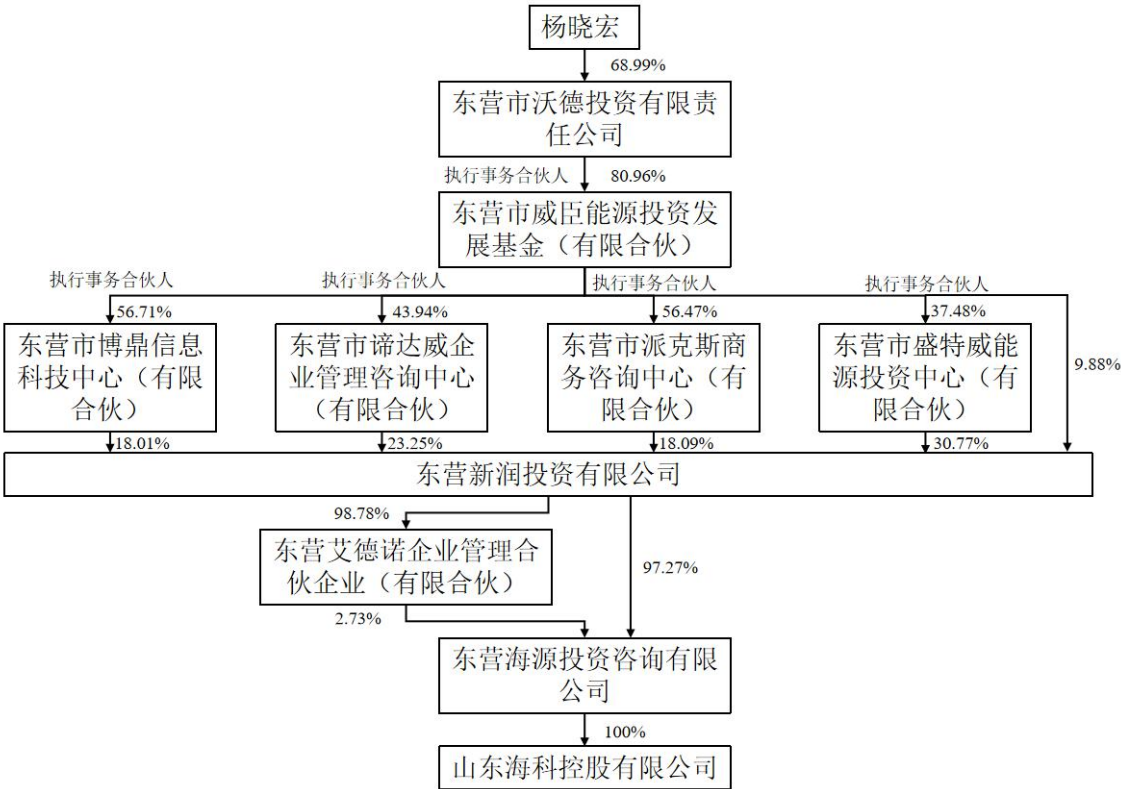 杨晓宏
68.99%
东营市沃德投资有限责
任公司
执行事务合伙人
80.96%
东营市威臣能源投资发
展基金（有限合伙）
执行事务合伙人
执行事务合伙人
执行事务合伙人
执行事务合伙人
56.71%
43.94%
56.47%
37.48%
东营市博鼎信息
科技中心（有限
合伙）
东营市谛达威企
业管理咨询中心
（有限合伙）
东营市派克斯商
务咨询中心（有
限合伙）
东营市盛特威能
源投资中心（有
限合伙）
9.88%
18.01%
23.25%
18.09%
30.77%
东营新润投资有限公司
98.78%
东营艾德诺企业管理合
伙企业（有限合伙）
97.27%
2.73%
东营海源投资咨询有限
公司
100%
山东海科控股有限公司